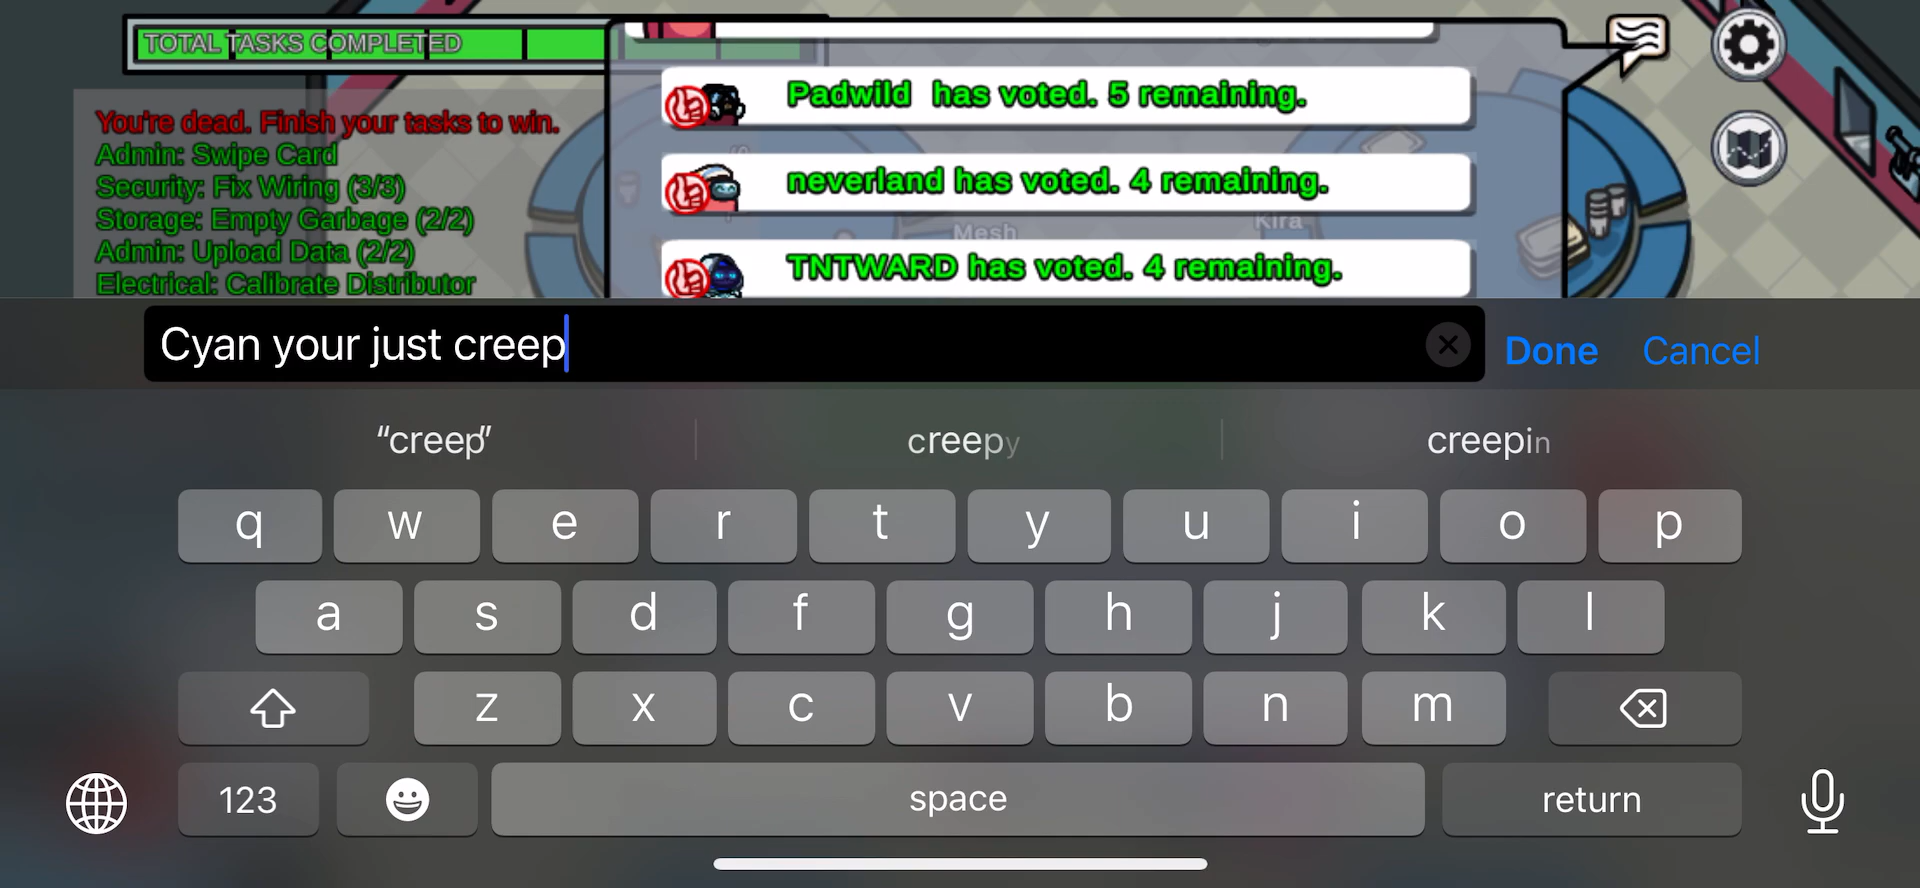 TOTAL TASKS COMPLETED
You're dead. Finish your tasks to win.
Admin: Swipe Card
Security: Fix Wiring (3/3)
Storage: Empty Garbage (2/2)
Admin: Upload Data (2/2)
Electrical: Calibrate Distributor
Padwild has voted. 5 remaining.
neverland has voted. 4 remaining.
Mesh
Kira
TNTWARD has voted. 4 remaining.
Cyan your just creep
Done
Cancel
“creep”
creepy
creepin
q w e r t y u i o p
a s d f g h j k l
z x c v b n m
123
space
return